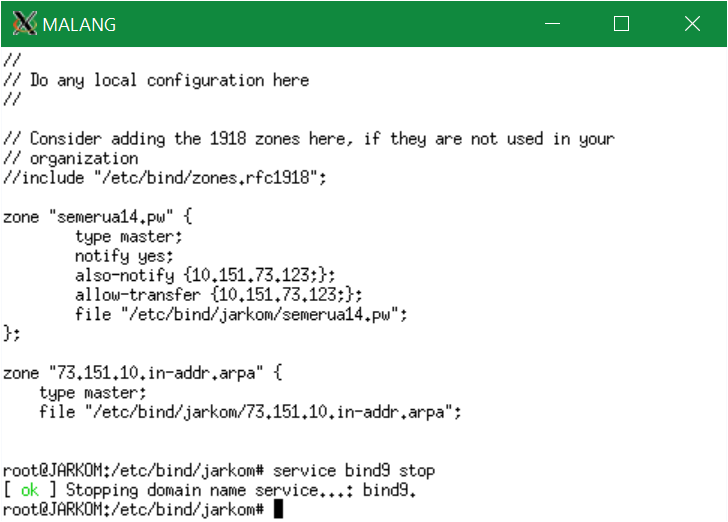 MALANG
//
// Do any local configuration here
//
// Consider adding the 1918 zones here, if they are not used in your
// organization
//include "/etc/bind/zones.rfc1918";
zone "semerua14.pw" {
type master;
notify yes;
also-notify {10.151.73.123;};
allow-transfer {10.151.73.123;};
file "/etc/bind/jarkom/semerua14.pw";
};
zone "73.151.10.in-addr.arpa" {
type master;
file "/etc/bind/jarkom/73.151.10.in-addr.arpa";
root@JARKOM:/etc/bind/jarkom# service bind9 stop
[ ok ] Stopping domain name service...: bind9.
root@JARKOM:/etc/bind/jarkom#